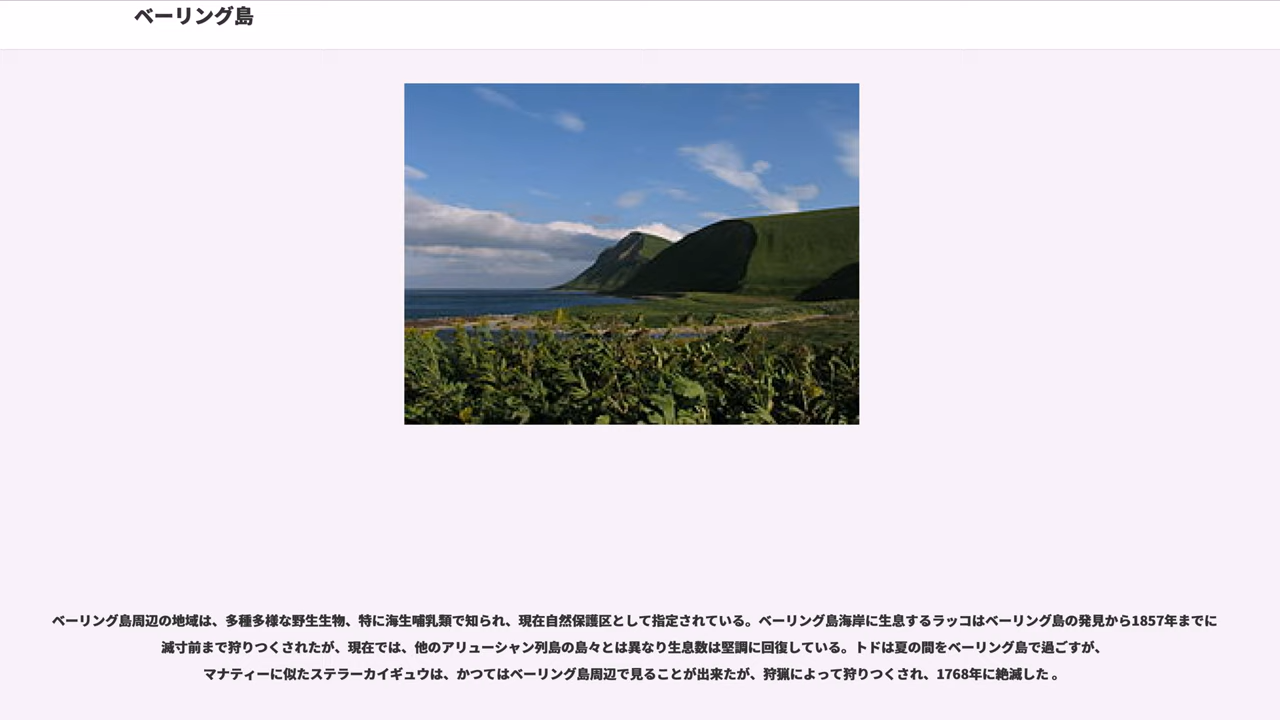 ベーリング島
ベーリング島周辺の地域は、多種多様な野生生物、特に海生哺乳類で知られ、現在自然保護区として指定されている。ベーリング島海岸に生息するラッコはベーリング島の発見から1857年までに
滅寸前まで狩りつくされたが、現在では、他のアリューシャン列島の島々とは異なり生息数は堅調に回復している。トドは夏の間をベーリング島で過ごすが、
マナティーに似たステラーカイギュウは、かつてはベーリング島周辺で見ることが出来たが、狩猟によって狩りつくされ、1768年に絶滅した 。